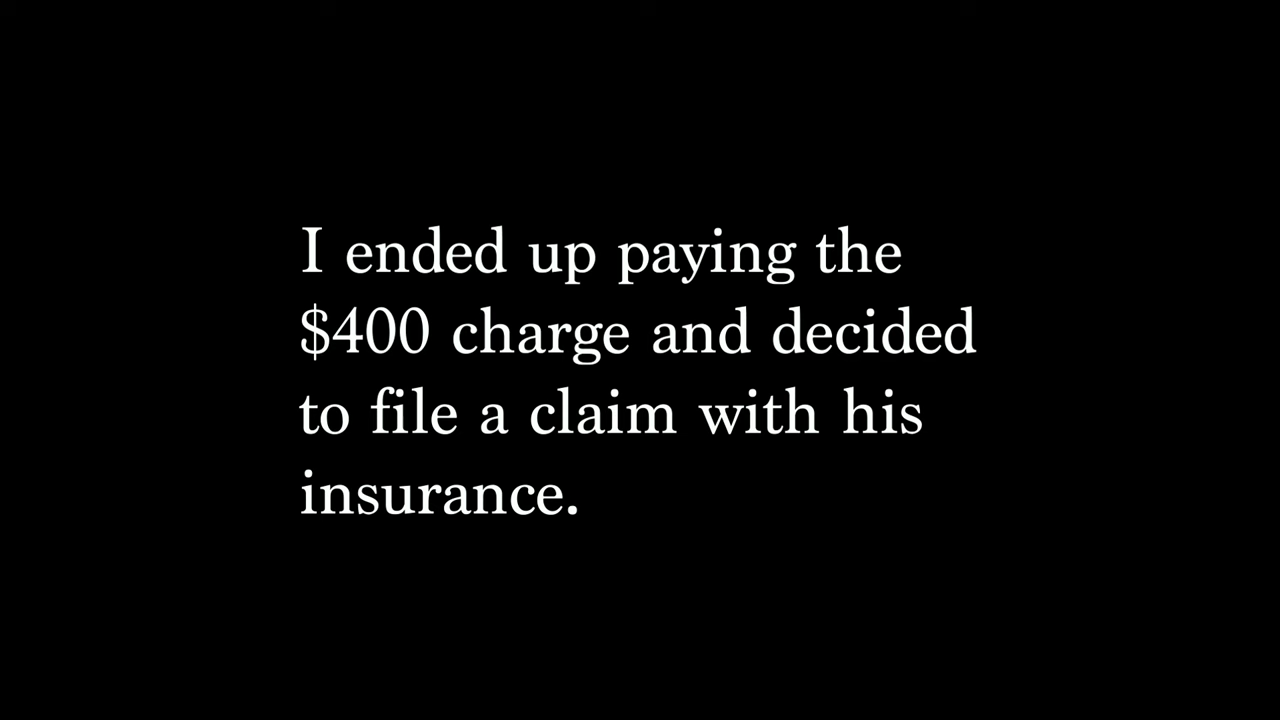 I ended up paying the
$400 charge and decided
to file a claim with his
insurance.